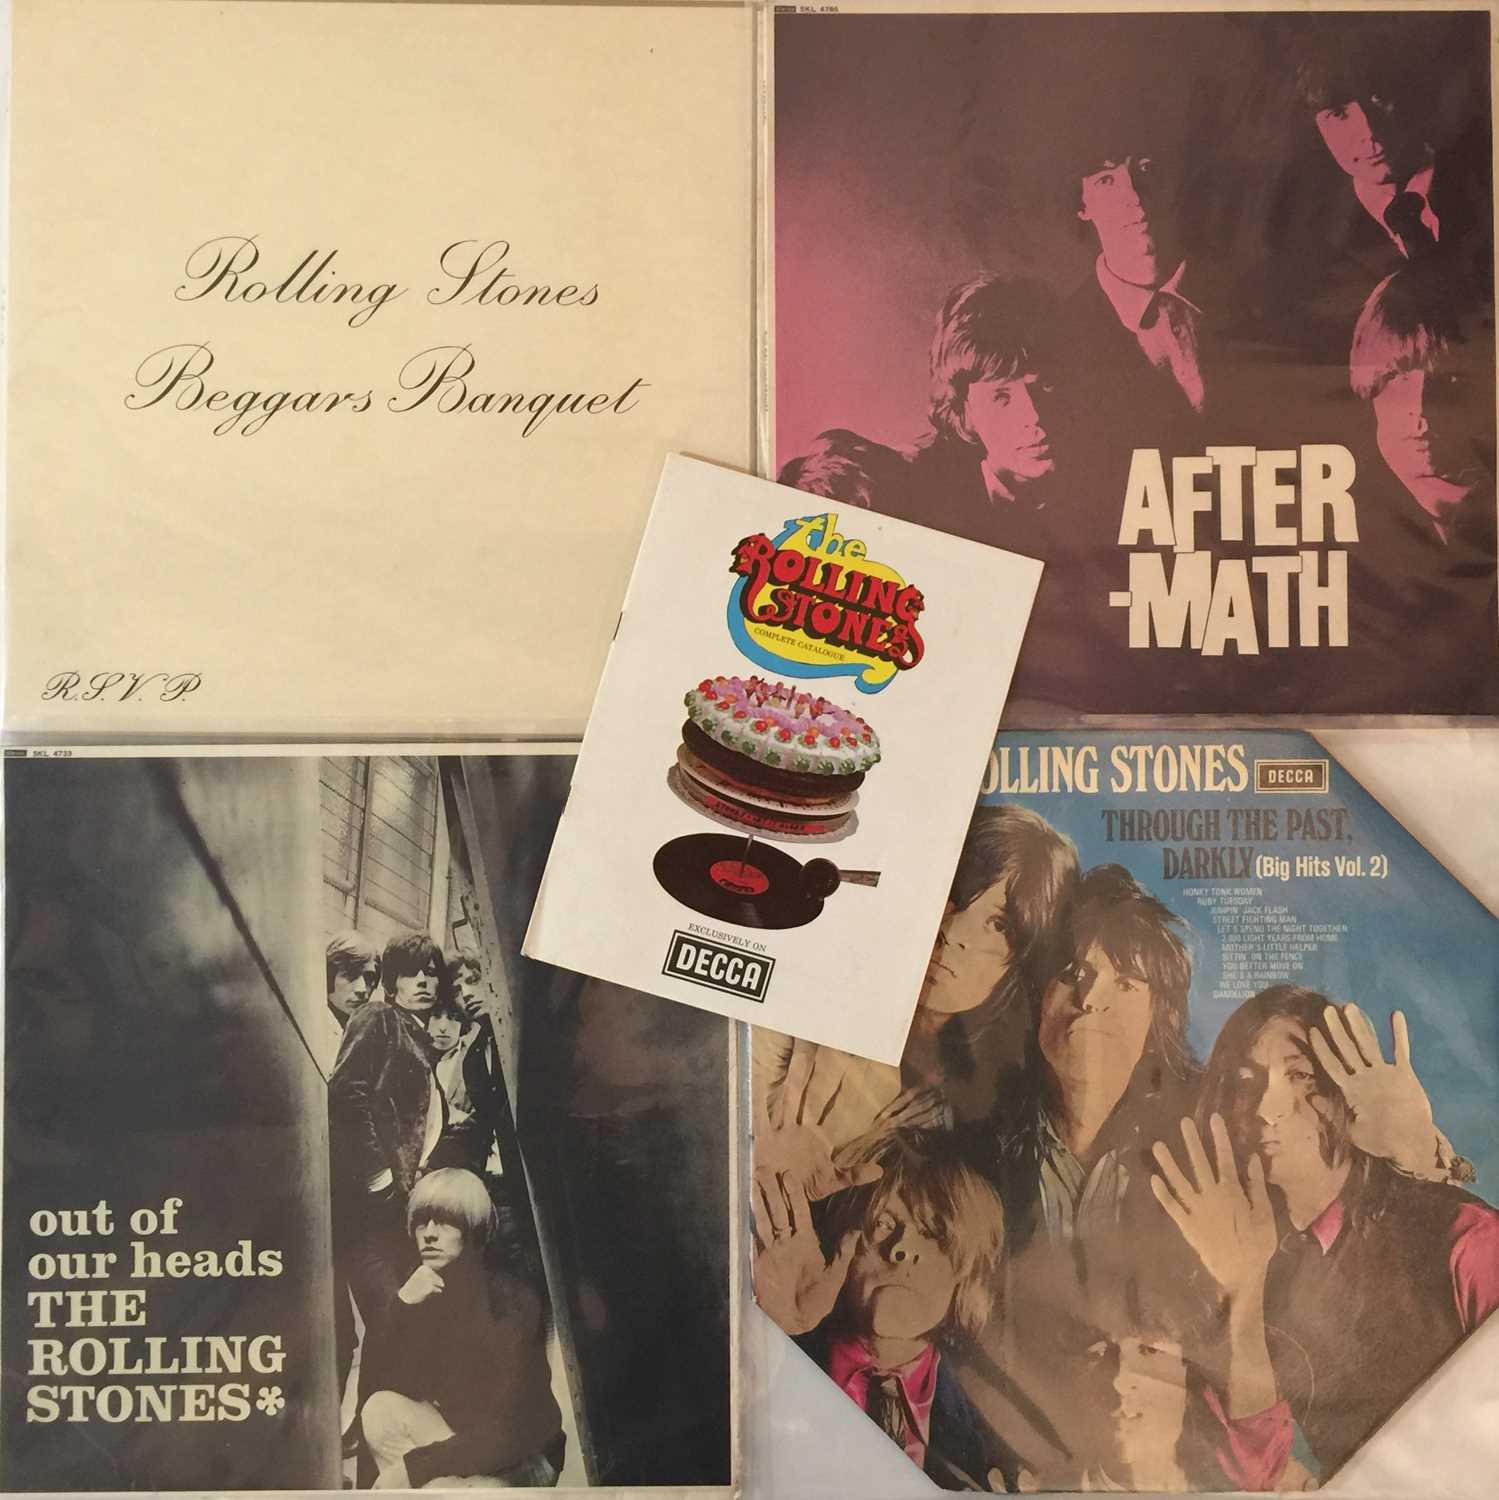 Rolling Stones
Beggars Banquet
R.S.V.P.
stereo SKL 4786
AFTER
-MATH
the
ROLLING
STONES
COMPLETE CATALOGUE
EXCLUSIVELY ON
DECCA
stereo SKL 4733
out of
our heads
THE
ROLLING
STONES
OLLING STONES DECCA
THROUGH THE PAST,
DARKLY (Big Hits Vol. 2)
HONKY TONK WOMEN
RUBY TUESDAY
JUMPIN' JACK FLASH
STREET FIGHTING MAN
LET'S SPEND THE NIGHT TOGETHER
2,000 LIGHT YEARS FROM HOME
MOTHER'S LITTLE HELPER
SITTIN' ON THE FENCE
YOU BETTER MOVE ON
SHE'S A RAINBOW
WE LOVE YOU
DANDELION